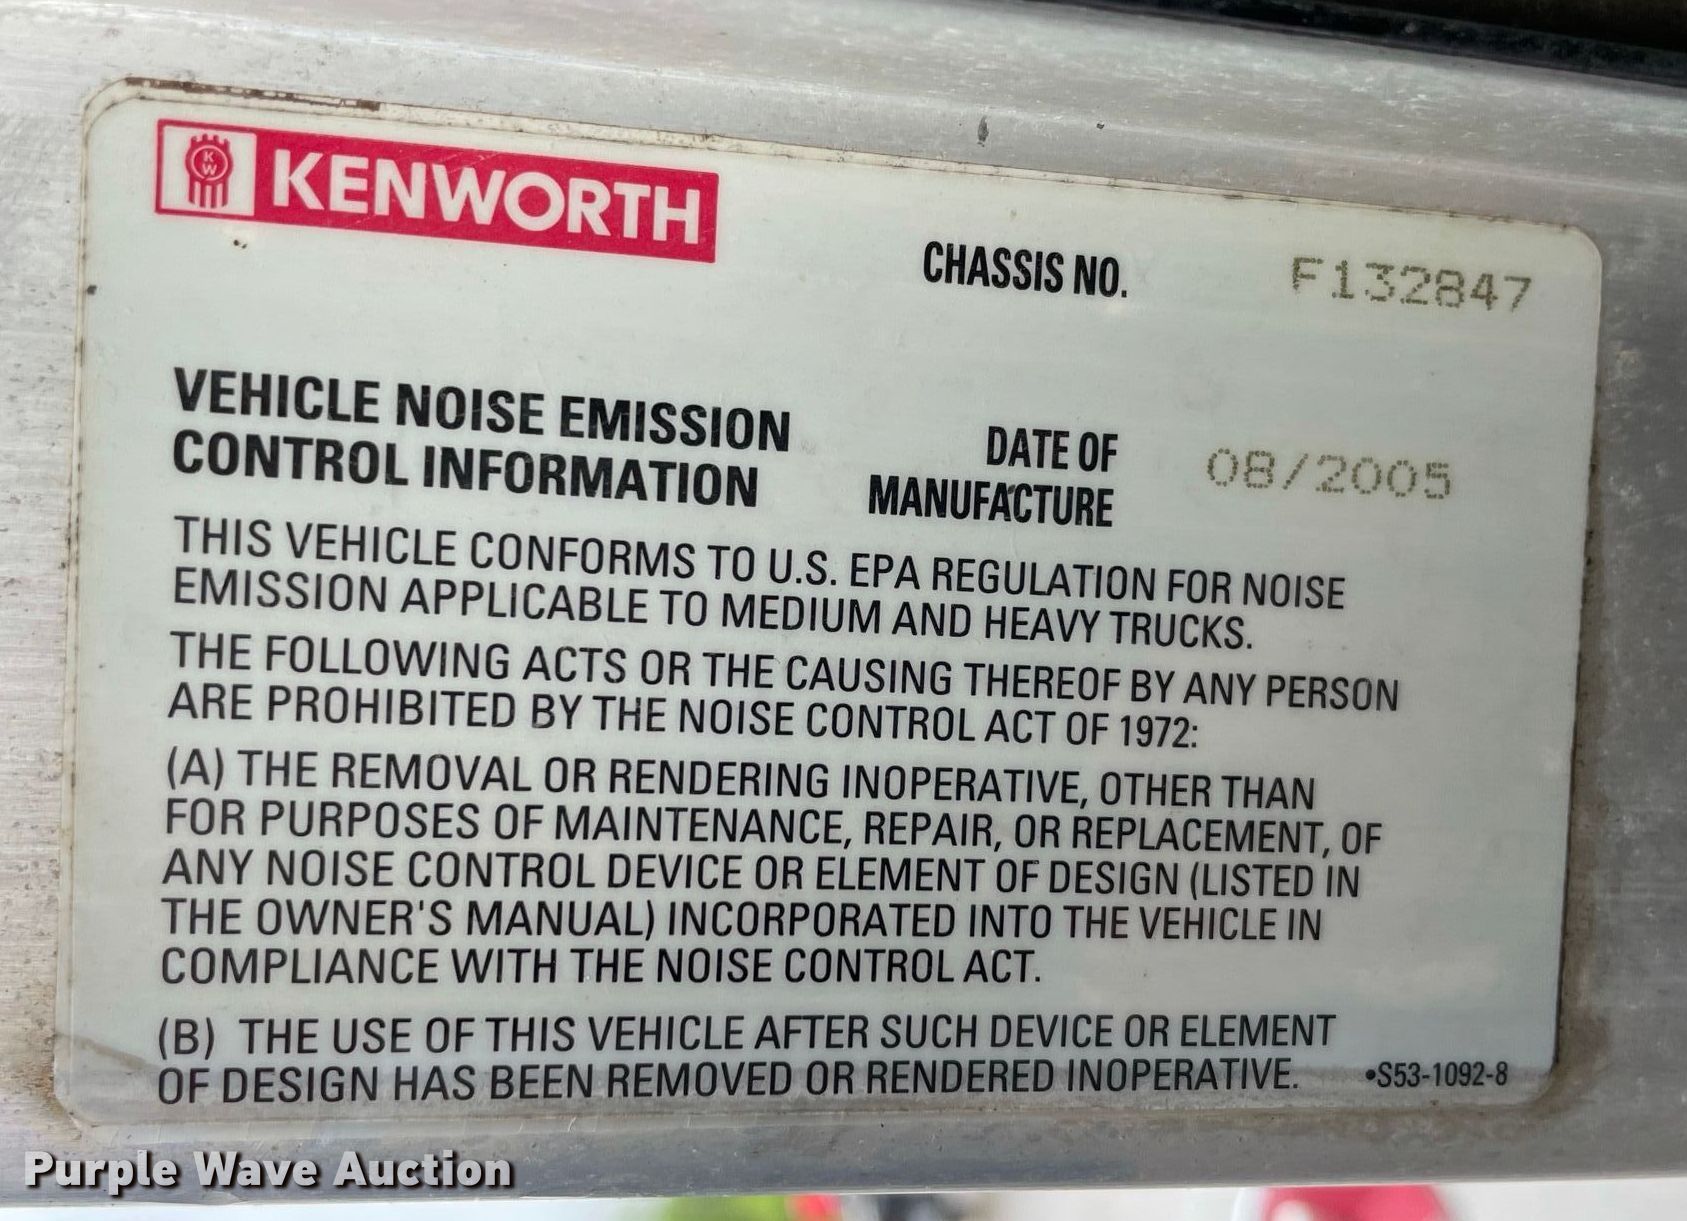 KW KENWORTH
CHASSIS NO. F132847
VEHICLE NOISE EMISSION
CONTROL INFORMATION
DATE OF
MANUFACTURE 08/2005
THIS VEHICLE CONFORMS TO U.S. EPA REGULATION FOR NOISE
EMISSION APPLICABLE TO MEDIUM AND HEAVY TRUCKS.
THE FOLLOWING ACTS OR THE CAUSING THEREOF BY ANY PERSON
ARE PROHIBITED BY THE NOISE CONTROL ACT OF 1972:
(A) THE REMOVAL OR RENDERING INOPERATIVE, OTHER THAN
FOR PURPOSES OF MAINTENANCE, REPAIR, OR REPLACEMENT, OF
ANY NOISE CONTROL DEVICE OR ELEMENT OF DESIGN (LISTED IN
THE OWNER'S MANUAL) INCORPORATED INTO THE VEHICLE IN
COMPLIANCE WITH THE NOISE CONTROL ACT.
(B) THE USE OF THIS VEHICLE AFTER SUCH DEVICE OR ELEMENT
OF DESIGN HAS BEEN REMOVED OR RENDERED INOPERATIVE. •S53-1092-8
Purple Wave Auction